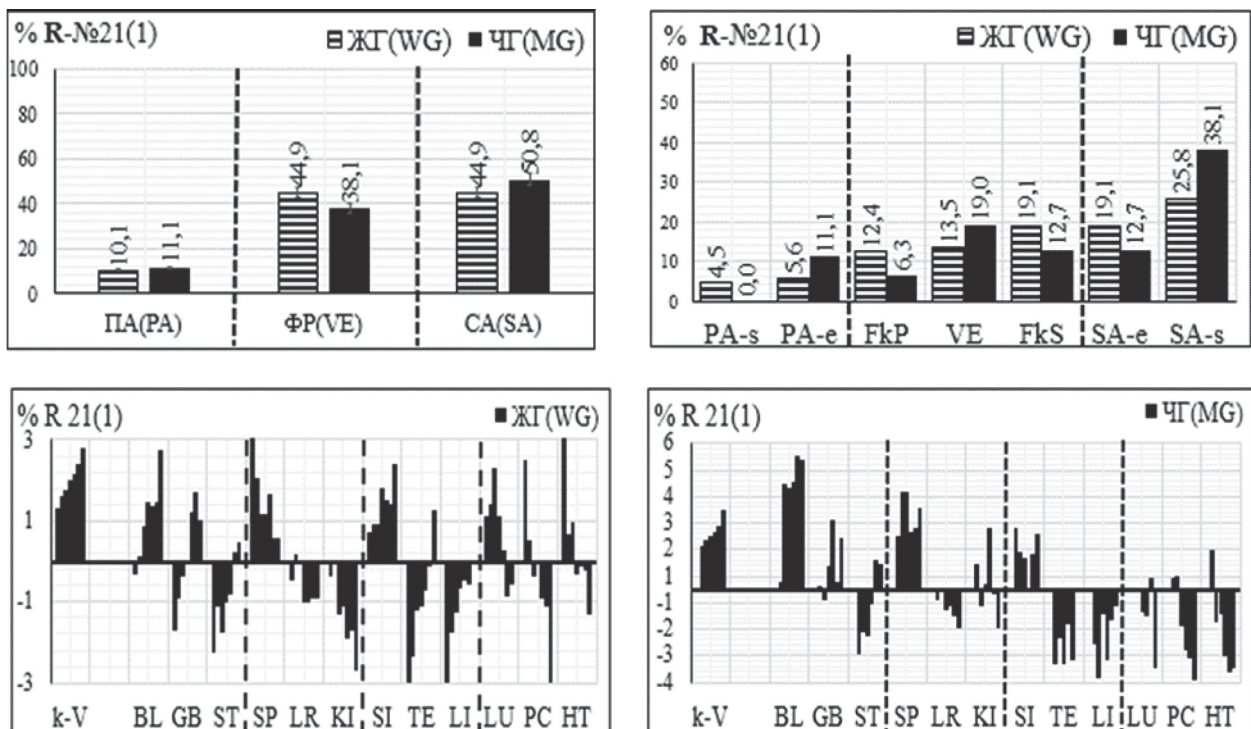 % R-№21(1) ЖГ(WG) ЧГ(MG)
100
80
60
40
20
0
10,1 11,1 44,9 38,1 44,9 50,8
ПА(PA) ФР(VE) СА(SA)
% R-№21(1) ЖГ(WG) ЧГ(MG)
60
50
40
30
20
10
0
4,5 0,0 5,6 11,1 12,4 6,3 13,5 19,0 19,1 12,7 19,1 12,7 25,8 38,1
PA-s PA-e FkP VE FkS SA-e SA-s
% R 21(1) ЖГ(WG)
3
1
-1
-3
k-V BL GB ST SP LR KI SI TE LI LU PC HT
% R 21(1) ЧГ(MG)
6
5
4
3
2
1
-1
-2
-3
-4
k-V BL GB ST SP LR KI SI TE LI LU PC HT